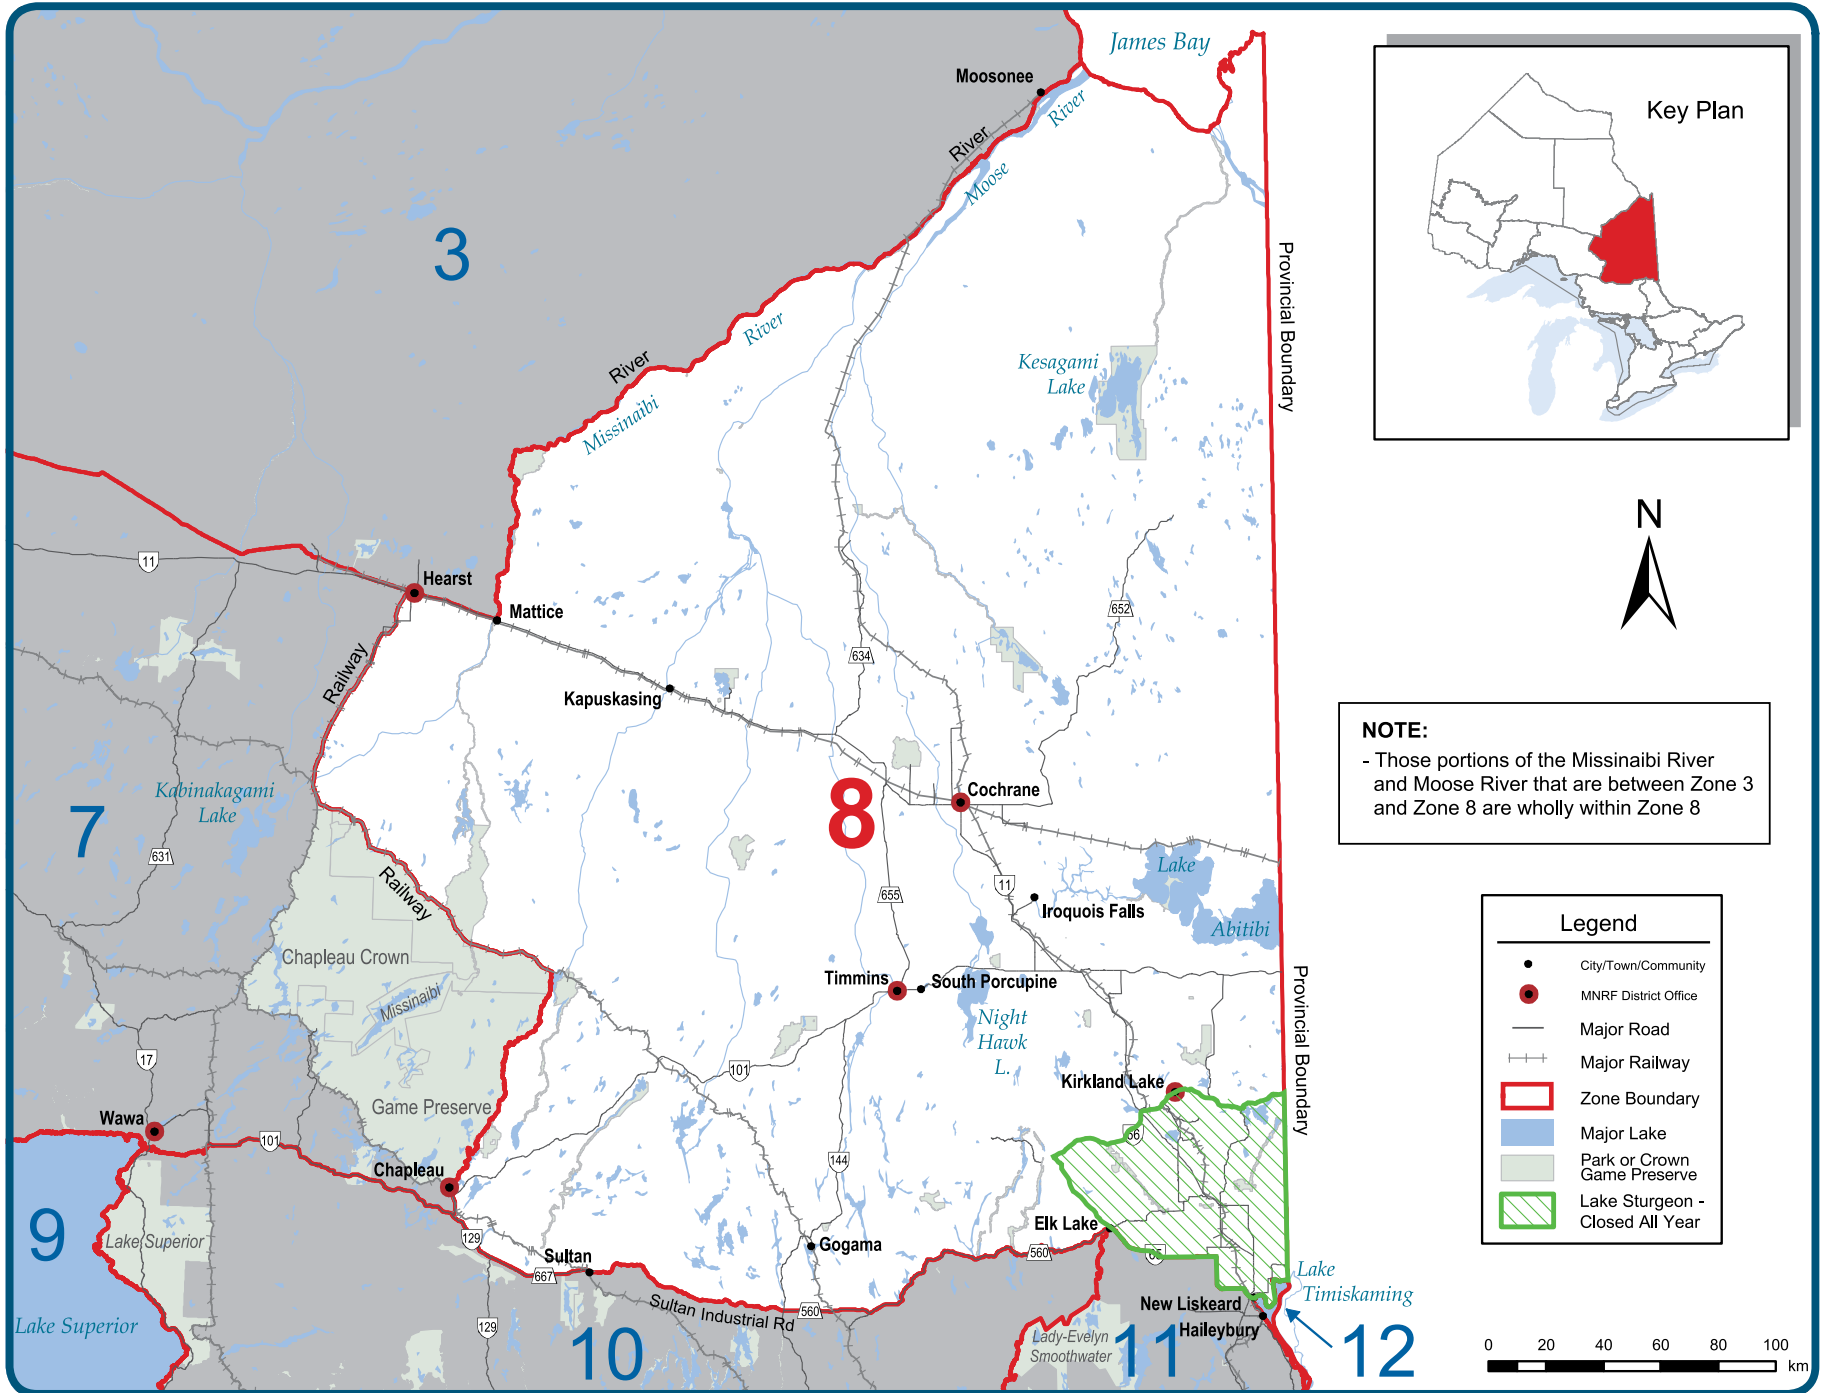 James Bay
Moosonee
River
River
Moose
Key Plan
3
Provincial Boundary
River
River
Missinaibi
Kesagami
Lake
N
11
Hearst
Mattice
652
634
Railway
Kapuskasing
NOTE:
- Those portions of the Missinaibi River
and Moose River that are between Zone 3
and Zone 8 are wholly within Zone 8
Kabinakagami
Lake
7
8
Cochrane
631
Lake
Abitibi
Railway
11
655
Iroquois Falls
Legend
City/Town/Community
MNRF District Office
Major Road
Major Railway
Zone Boundary
Major Lake
Park or Crown
Game Preserve
Lake Sturgeon -
Closed All Year
Chapleau Crown
Missinaibi
Game Preserve
Timmins
South Porcupine
Night
Hawk
L.
Provincial Boundary
17
101
Kirkland Lake
Wawa
101
66
Chapleau
144
9
Lake Superior
129
Elk Lake
Gogama
560
65
Sultan
667
Lake
Timiskaming
Sultan Industrial Rd
560
New Liskeard
Haileybury
Lake Superior
129
10
Lady-Evelyn
Smoothwater
11
12
0 20 40 60 80 100
km